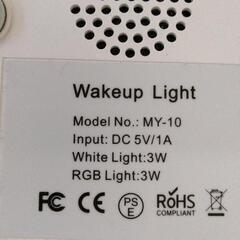 Wakeup Light
Model No.: MY-10
Input: DC 5V/1A
White Light:3W
RGB Light:3W
FC CE PS E RoHS
COMPLIANT